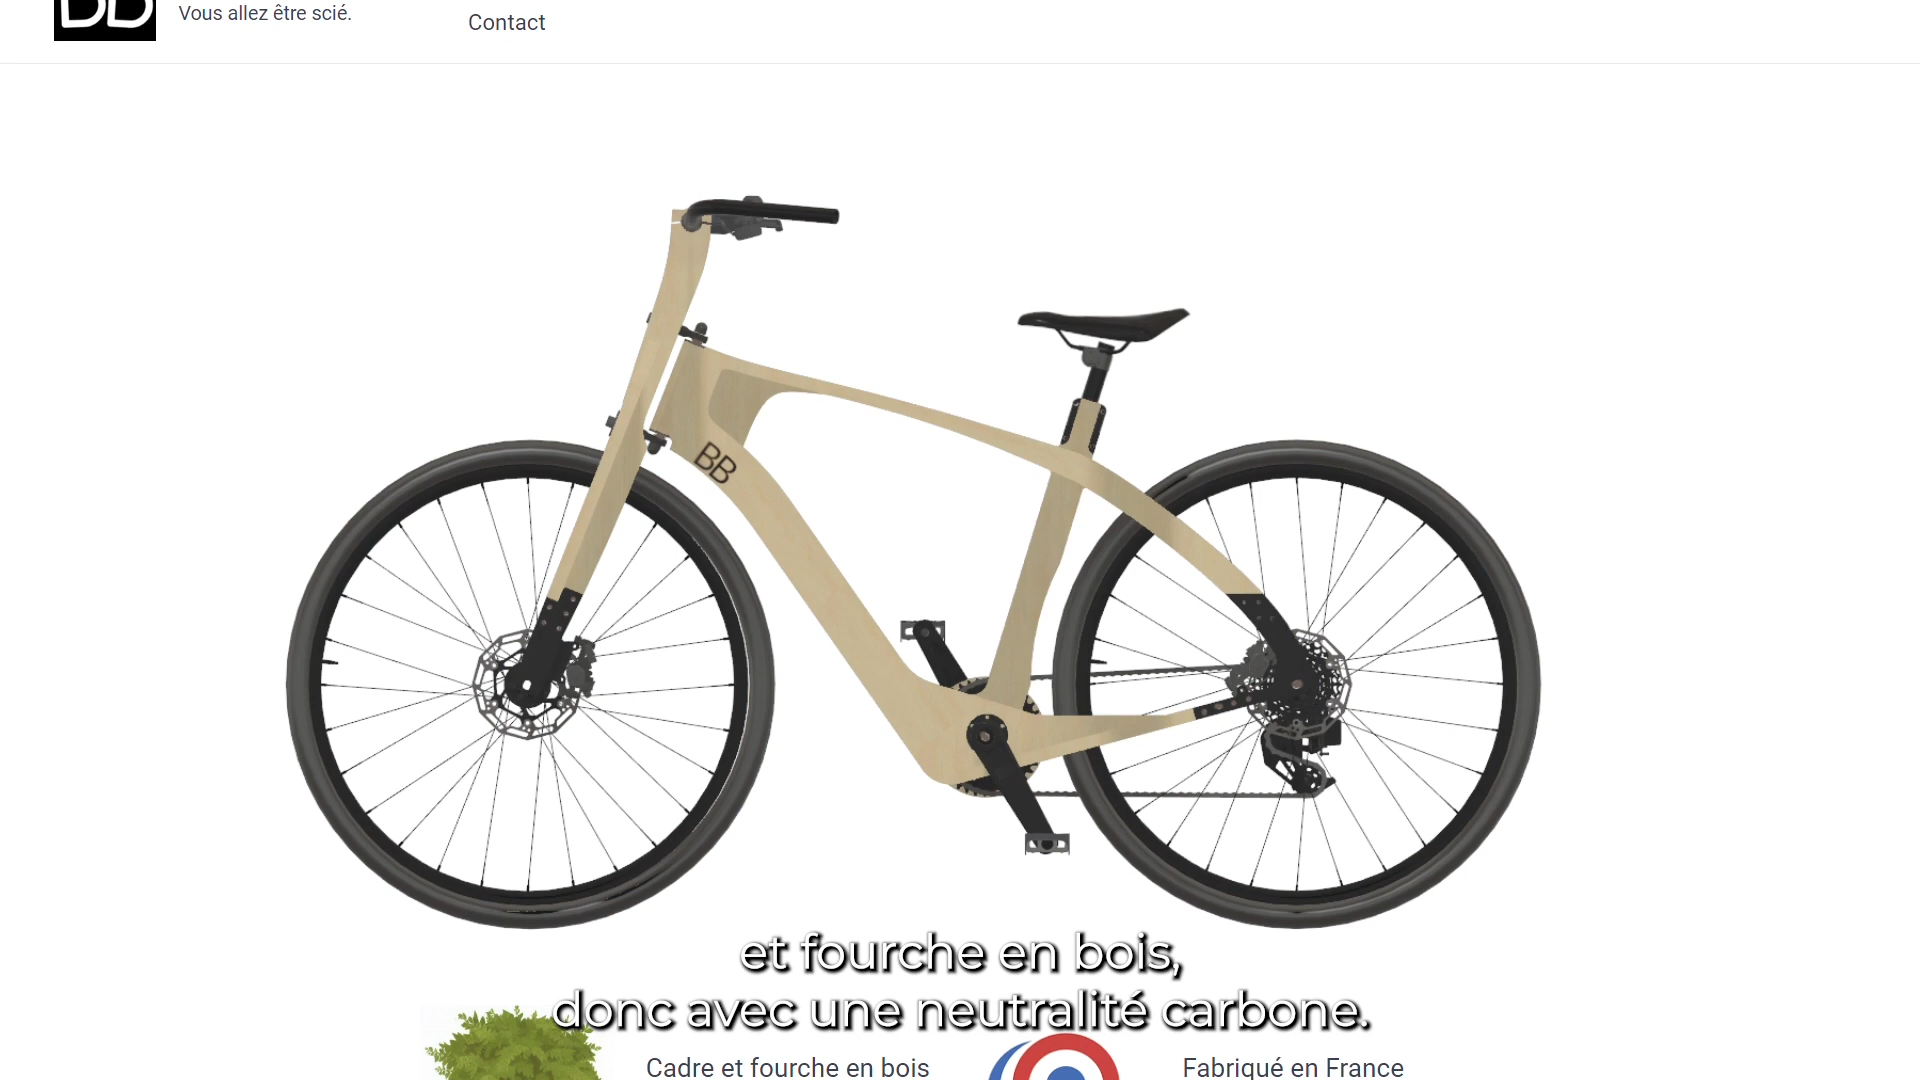 BB
Vous allez être scié.
Contact
BB
et fourche en bois,
donc avec une neutralité carbone.
Cadre et fourche en bois
Fabriqué en France